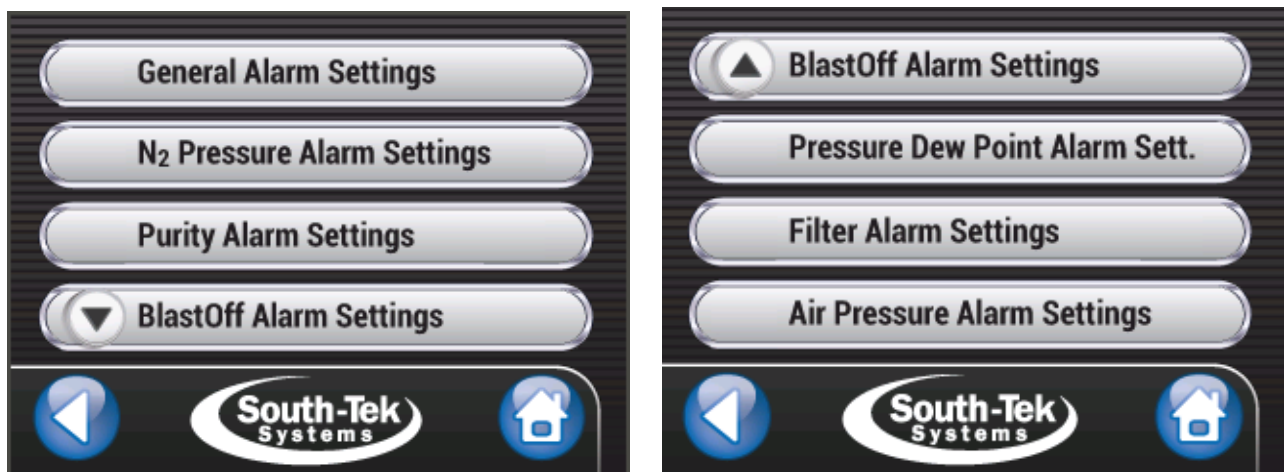 General Alarm Settings
N₂ Pressure Alarm Settings
Purity Alarm Settings
BlastOff Alarm Settings
South-Tek
Systems
BlastOff Alarm Settings
Pressure Dew Point Alarm Sett.
Filter Alarm Settings
Air Pressure Alarm Settings
South-Tek
Systems